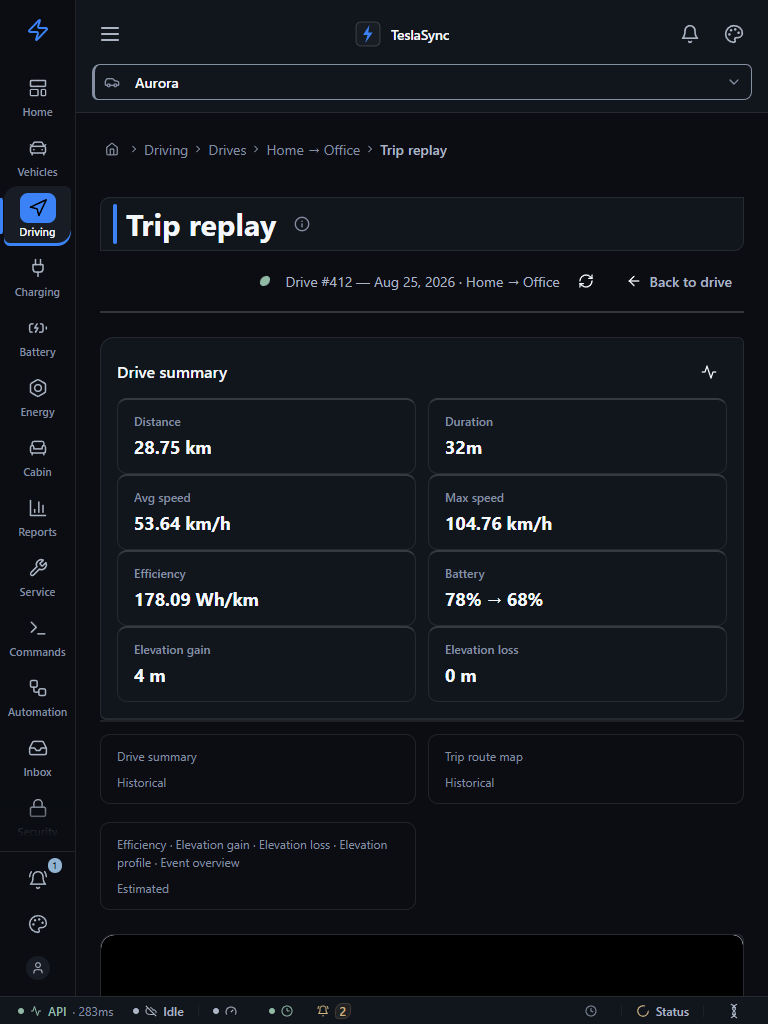 TeslaSync
Aurora
Home
Vehicles
Driving
Charging
Battery
Energy
Cabin
Reports
Service
Commands
Automation
Inbox
Security
1
Driving > Drives > Home → Office > Trip replay
Trip replay
Drive #412 — Aug 25, 2026 · Home → Office
Back to drive
Drive summary
Distance
28.75 km
Duration
32m
Avg speed
53.64 km/h
Max speed
104.76 km/h
Efficiency
178.09 Wh/km
Battery
78% → 68%
Elevation gain
4 m
Elevation loss
0 m
Drive summary
Historical
Trip route map
Historical
Efficiency · Elevation gain · Elevation loss · Elevation
profile · Event overview
Estimated
API · 283ms
Idle
2
Status